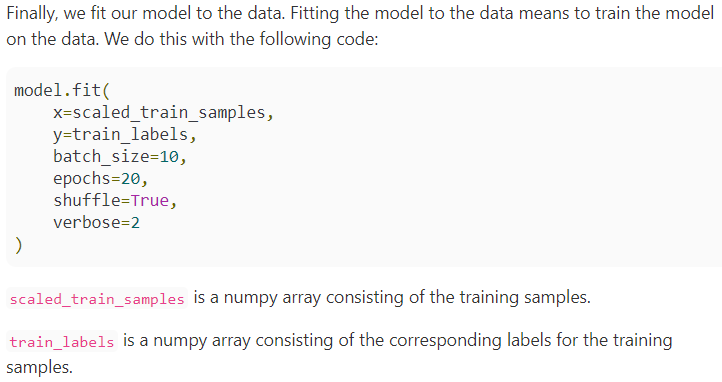 Finally, we fit our model to the data. Fitting the model to the data means to train the model
on the data. We do this with the following code:
model.fit(
    x=scaled_train_samples,
    y=train_labels,
    batch_size=10,
    epochs=20,
    shuffle=True,
    verbose=2
)
scaled_train_samples is a numpy array consisting of the training samples.
train_labels is a numpy array consisting of the corresponding labels for the training
samples.